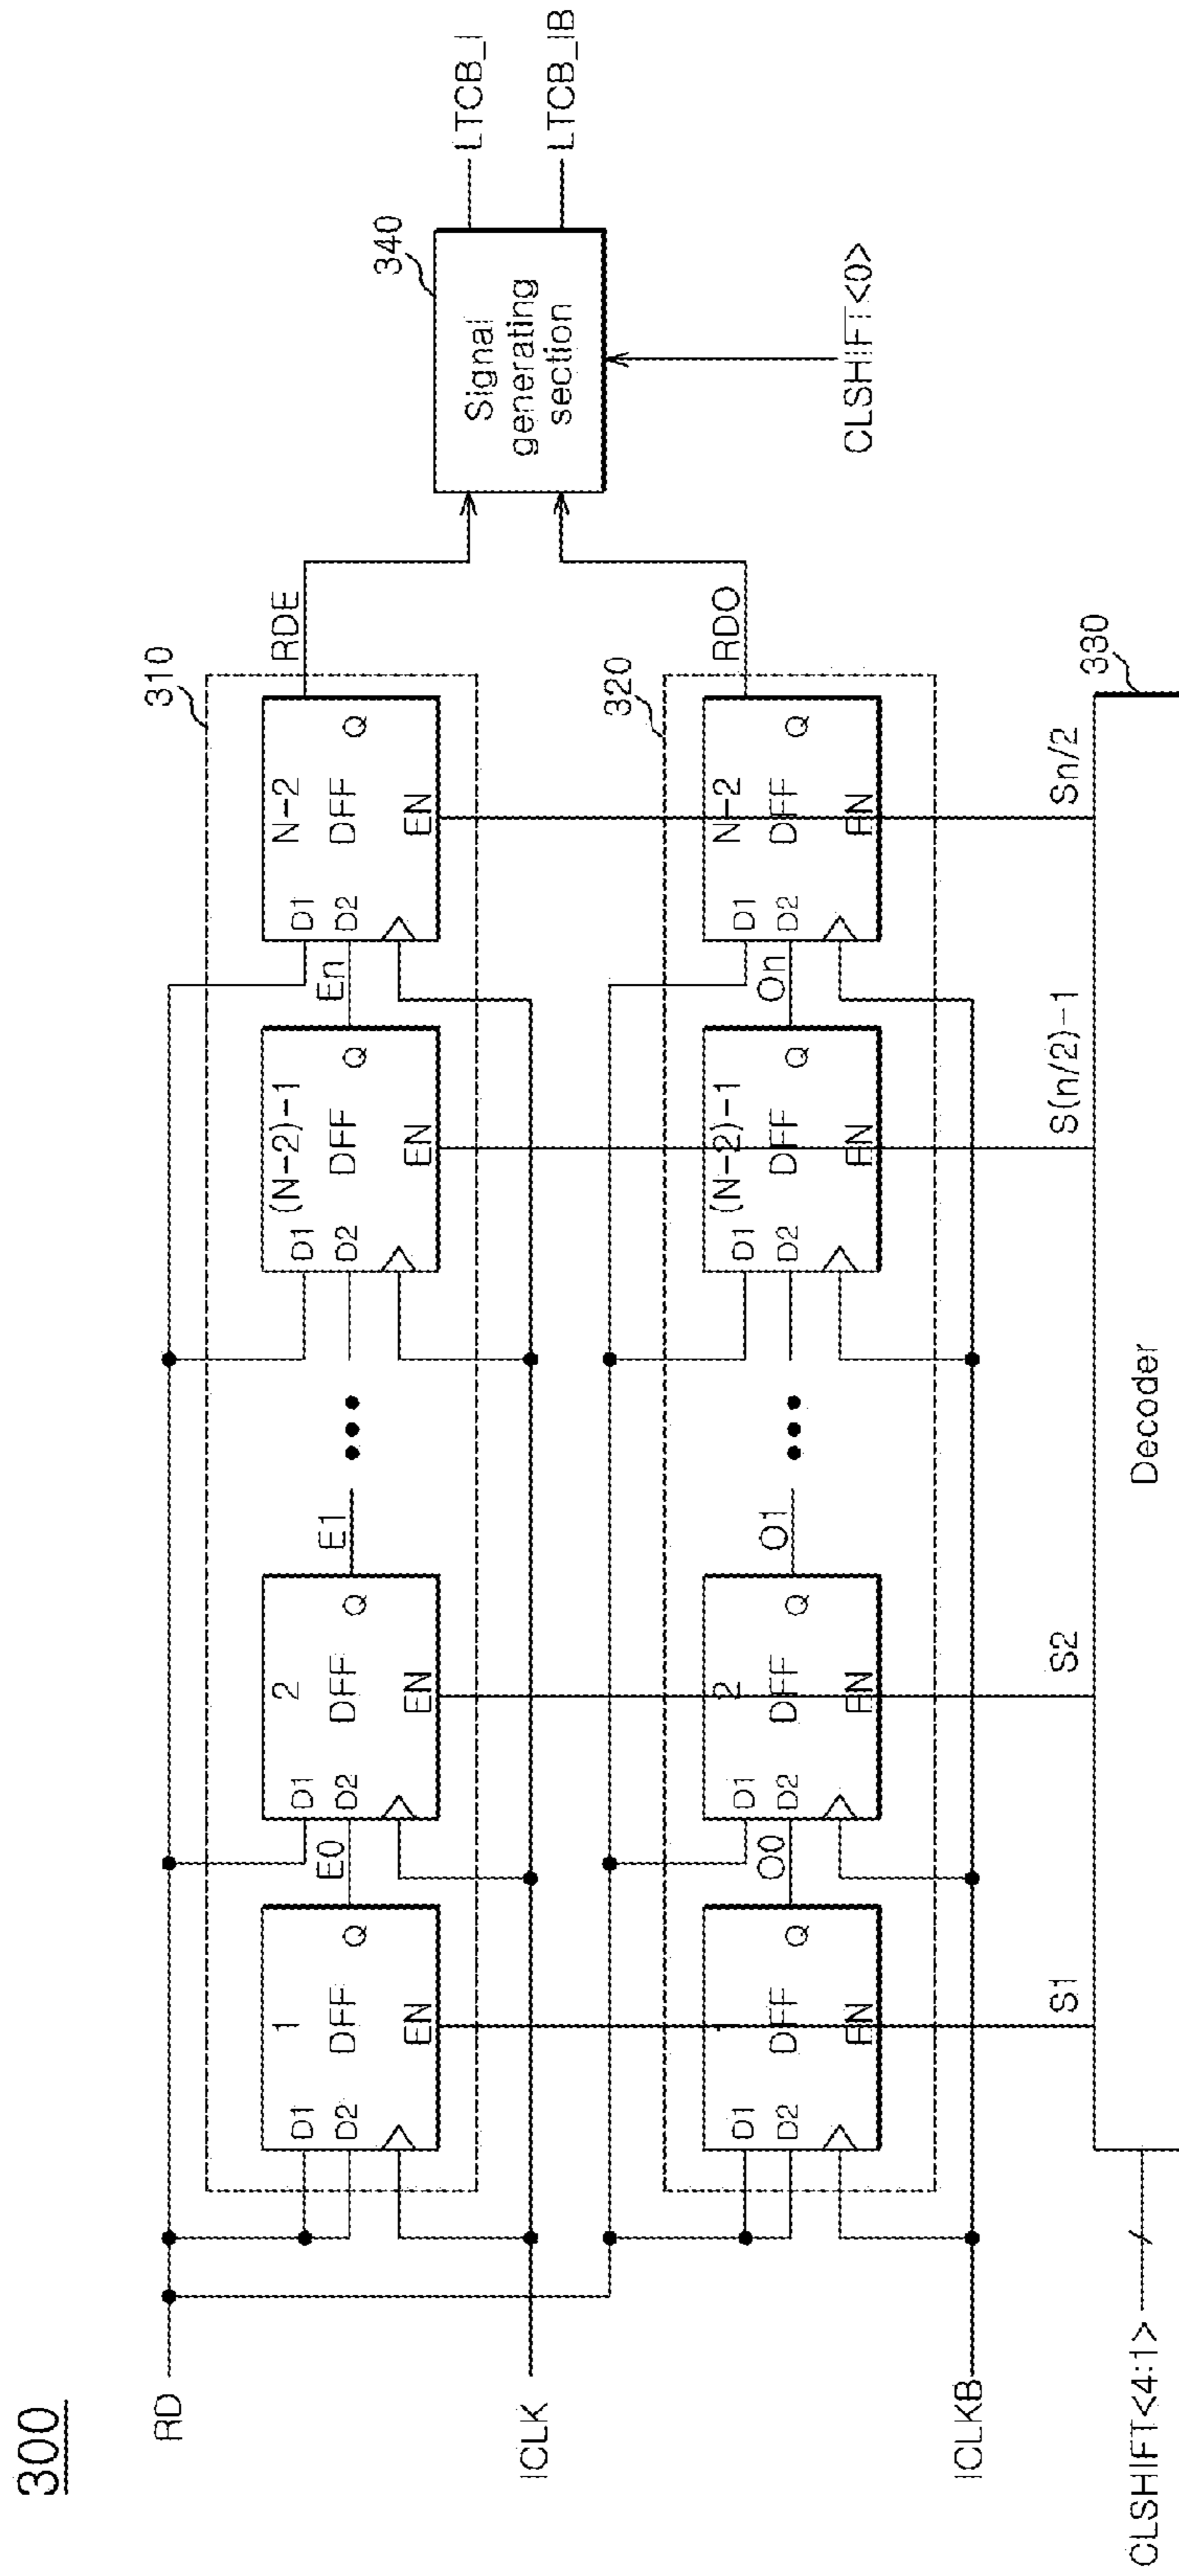 300
310
RD
1
DFF
D1
D2
Q
EN
E0
2
DFF
D1
D2
Q
EN
E1
(N-2)-1
DFF
D1
D2
Q
EN
En
N-2
DFF
D1
D2
Q
EN
RDE
ICLK
320
DFF
D1
D2
Q
EN
O0
2
DFF
D1
D2
Q
EN
O1
(N-2)-1
DFF
D1
D2
Q
EN
On
N-2
DFF
D1
D2
Q
EN
RDO
ICLKB
340
Signal
generating
section
LTCB_I
LTCB_IB
CLSHIFT<0>
S1
S2
S(n/2)-1
Sn/2
330
Decoder
CLSHIFT<4:1>